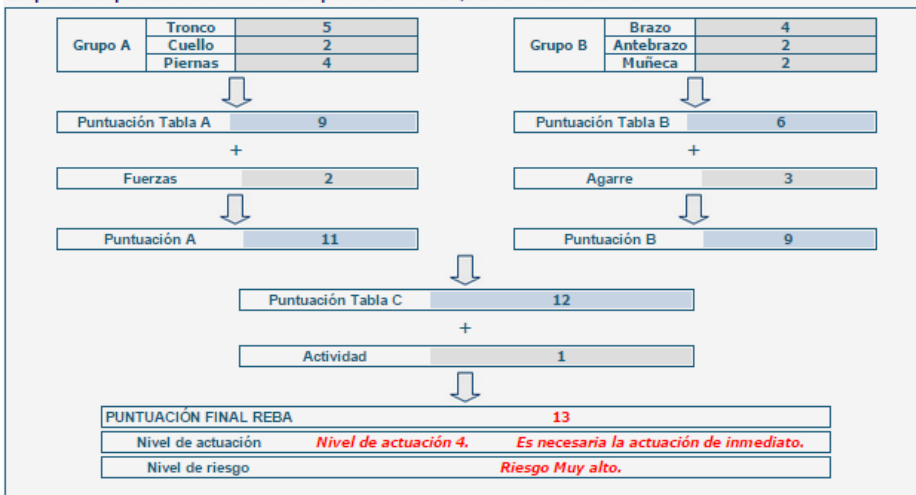 Grupo A
Tronco 5
Cuello 2
Piernas 4
Grupo B
Brazo 4
Antebrazo 2
Muñeca 2
Puntuación Tabla A 9
Puntuación Tabla B 6
+
+
Fuerzas 2
Agarre 3
Puntuación A 11
Puntuación B 9
Puntuación Tabla C 12
+
Actividad 1
PUNTUACIÓN FINAL REBA 13
Nivel de actuación Nivel de actuación 4. Es necesaria la actuación de inmediato.
Nivel de riesgo Riesgo Muy alto.